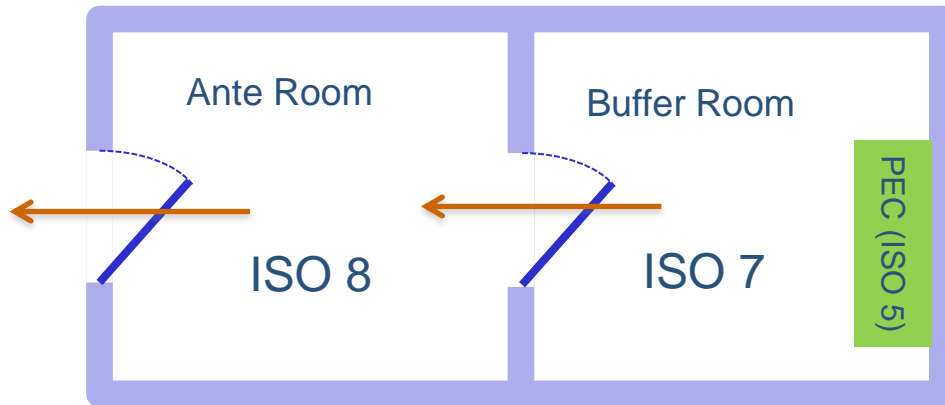 Ante Room
Buffer Room
ISO 8
ISO 7
PEC (ISO 5)